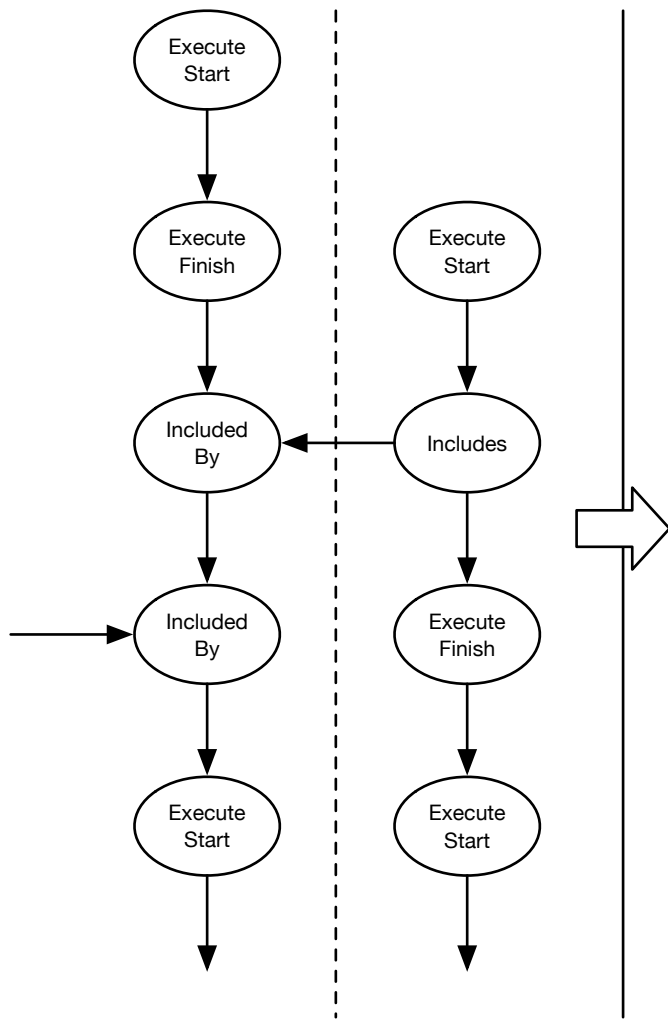 Execute
Start
Execute
Finish
Execute
Start
Included
By
Includes
Included
By
Execute
Finish
Execute
Start
Execute
Start